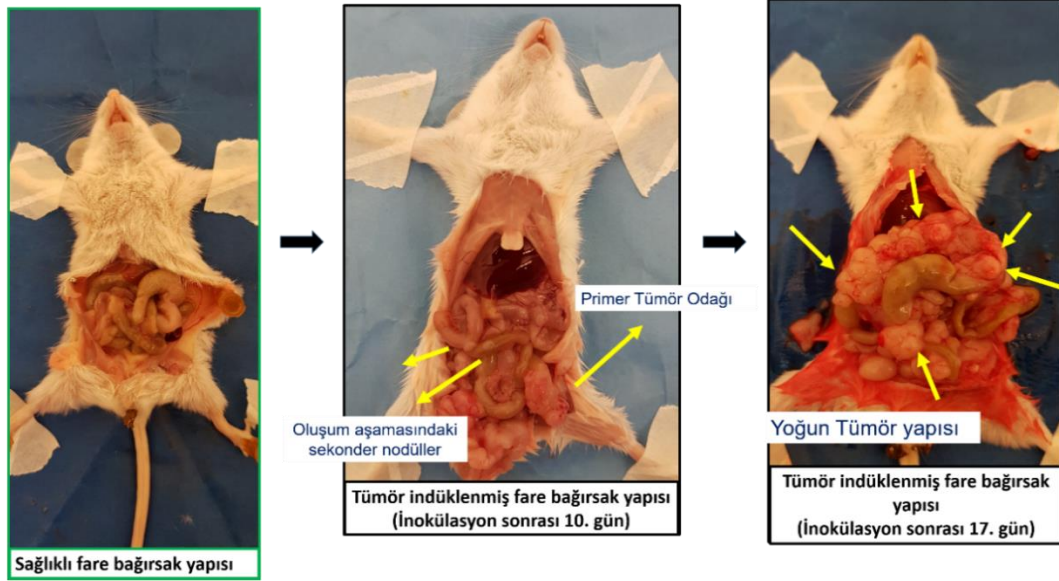 Sağlıklı fare bağırsak yapısı
Primer Tümör Odağı
Oluşum aşamasındaki
sekonder nodüller
Tümör indüklenmiş fare bağırsak yapısı
(İnokülasyon sonrası 10. gün)
Yoğun Tümör yapısı
Tümör indüklenmiş fare bağırsak
yapısı
(İnokülasyon sonrası 17. gün)